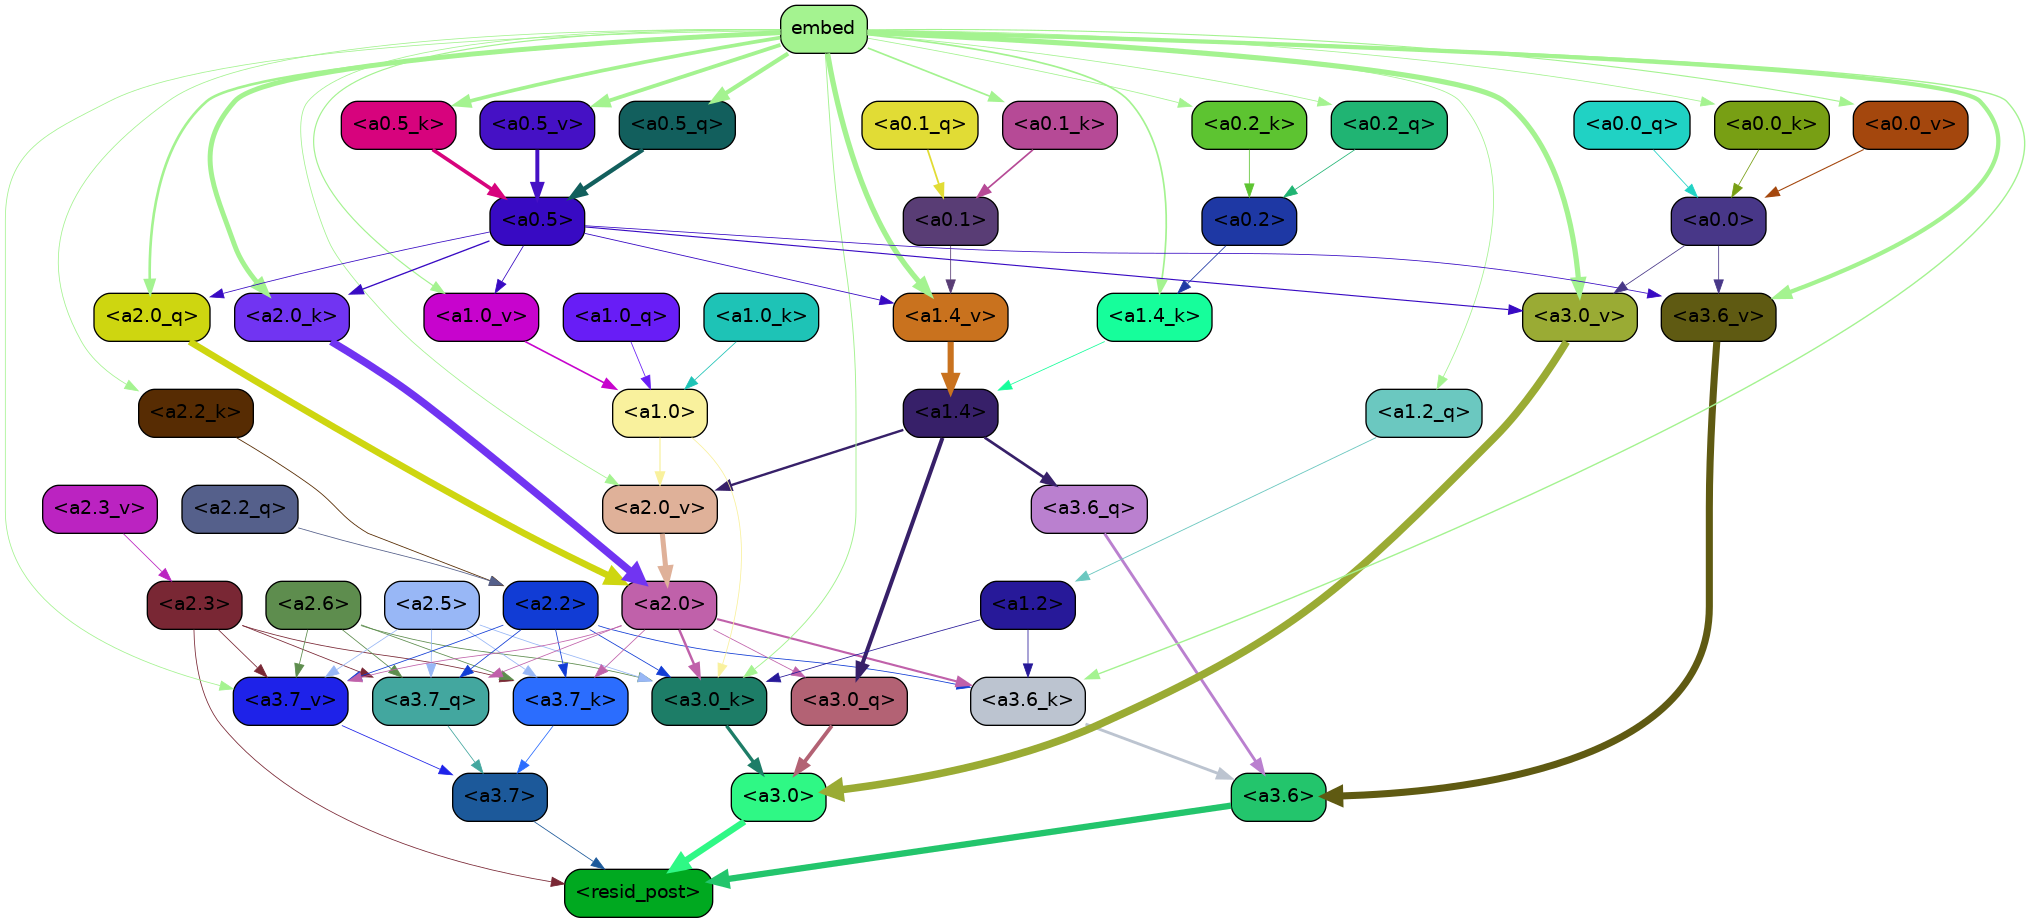 embed
<a0.5_k>
<a0.5_v>
<a0.5_q>
<a0.1_q>
<a0.1_k>
<a0.2_k>
<a0.2_q>
<a0.0_q>
<a0.0_k>
<a0.0_v>
<a0.5>
<a0.1>
<a0.2>
<a0.0>
<a2.0_q>
<a2.0_k>
<a1.0_v>
<a1.0_q>
<a1.0_k>
<a1.4_v>
<a1.4_k>
<a3.0_v>
<a3.6_v>
<a2.2_k>
<a1.0>
<a1.4>
<a1.2_q>
<a2.3_v>
<a2.2_q>
<a2.0_v>
<a3.6_q>
<a2.3>
<a2.6>
<a2.5>
<a2.2>
<a2.0>
<a1.2>
<a3.7_v>
<a3.7_q>
<a3.7_k>
<a3.0_k>
<a3.0_q>
<a3.6_k>
<a3.7>
<a3.0>
<a3.6>
<resid_post>